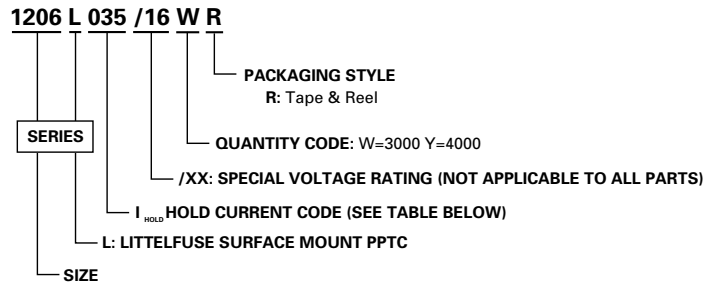 1206 L 035 /16 W R
PACKAGING STYLE
R: Tape & Reel
SERIES
QUANTITY CODE: W=3000 Y=4000
/XX: SPECIAL VOLTAGE RATING (NOT APPLICABLE TO ALL PARTS)
I HOLD HOLD CURRENT CODE (SEE TABLE BELOW)
L: LITTELFUSE SURFACE MOUNT PPTC
SIZE